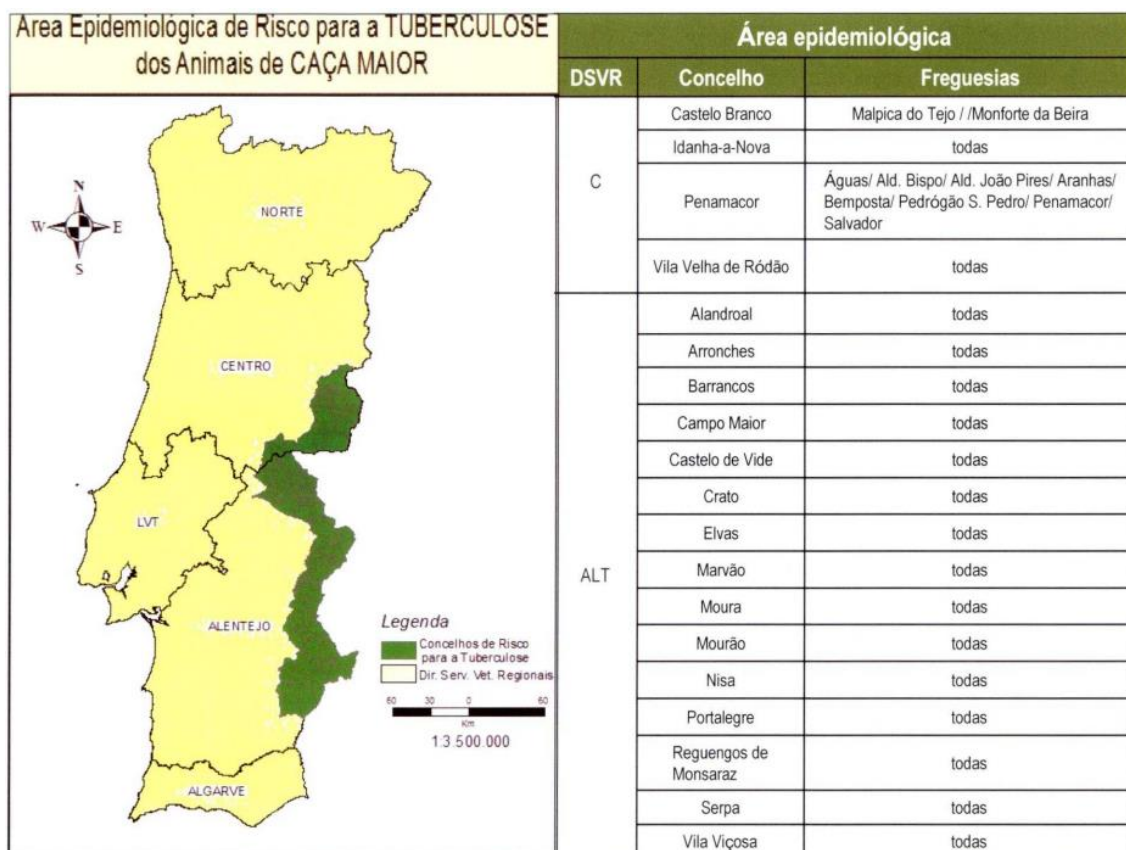 Área Epidemiológica de Risco para a TUBERCULOSE
dos Animais de CAÇA MAIOR
N
W
E
S
NORTE
CENTRO
LVT
ALENTEJO
ALGARVE
Legenda
Concelhos de Risco
para a Tuberculose
Dir. Serv. Vet. Regionais
60 30 0 60
Km
1:3.500.000
Área epidemiológica
DSVR Concelho Freguesias
C
Castelo Branco Malpica do Tejo / /Monforte da Beira
Idanha-a-Nova todas
Penamacor
Águas/ Ald. Bispo/ Ald. João Pires/ Aranhas/
Bemposta/ Pedrógão S. Pedro/ Penamacor/
Salvador
Vila Velha de Ródão todas
ALT
Alandroal todas
Arronches todas
Barrancos todas
Campo Maior todas
Castelo de Vide todas
Crato todas
Elvas todas
Marvão todas
Moura todas
Mourão todas
Nisa todas
Portalegre todas
Reguengos de
Monsaraz
todas
Serpa todas
Vila Viçosa todas